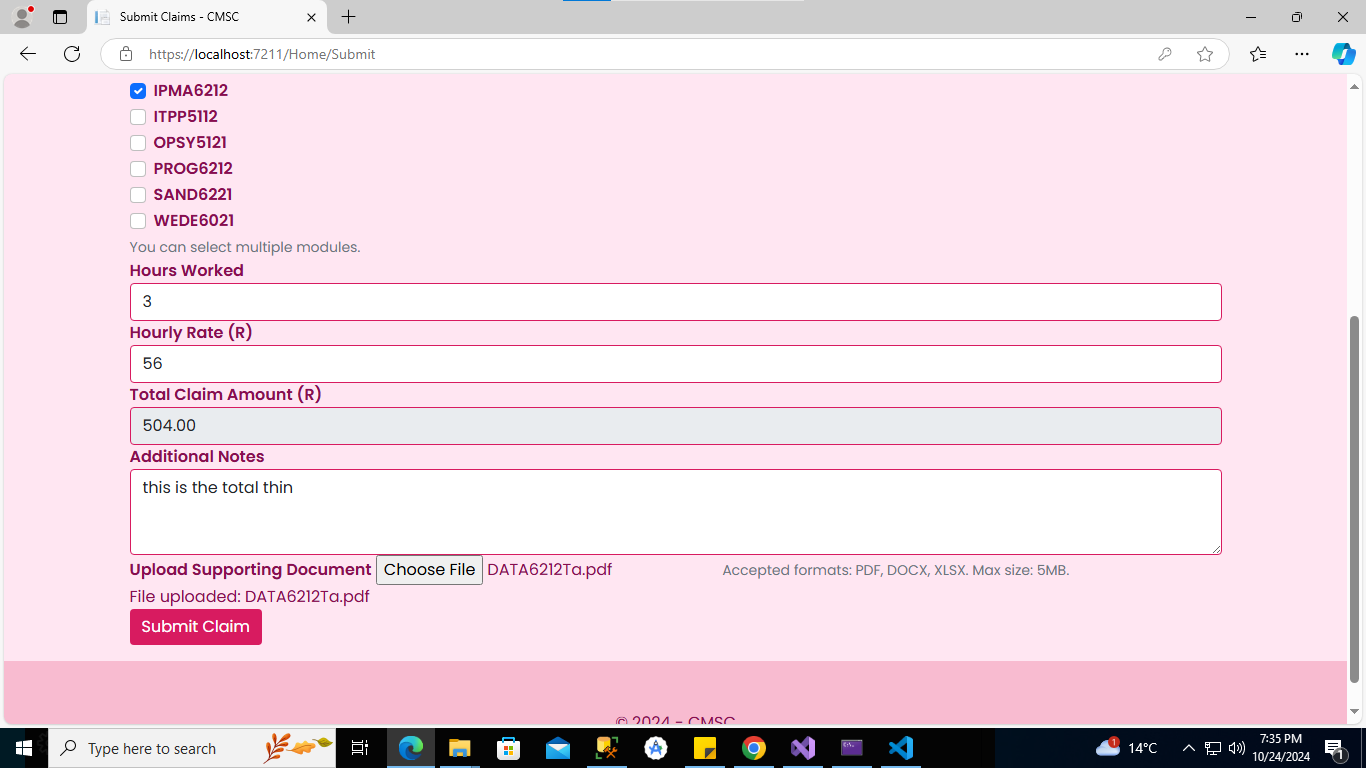 Submit Claims - CMSC
https://localhost:7211/Home/Submit
IPMA6212
ITPP5112
OPSY5121
PROG6212
SAND6221
WEDE6021
You can select multiple modules.
Hours Worked
3
Hourly Rate (R)
56
Total Claim Amount (R)
504.00
Additional Notes
this is the total thin
Upload Supporting Document Choose File DATA6212Ta.pdf Accepted formats: PDF, DOCX, XLSX. Max size: 5MB.
File uploaded: DATA6212Ta.pdf
Submit Claim
© 2024 - CMSC
Type here to search
1
14°C
7:35 PM
10/24/2024
1